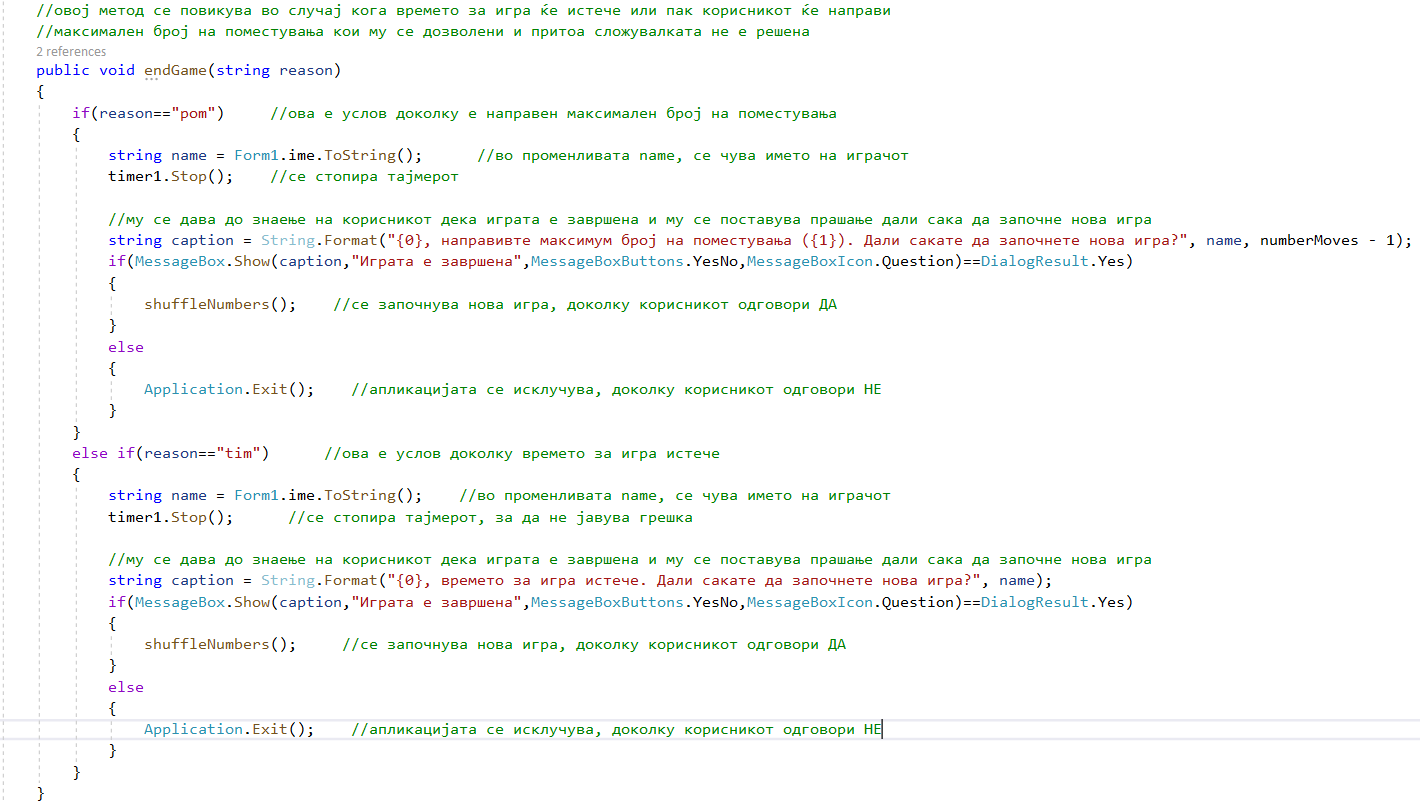 //овој метод се повикува во случај кога времето за игра ќе истече или пак корисникот ќе направи
//максимален број на поместувања кои му се дозволени и притоа сложувалката не е решена
2 references
public void endGame(string reason)
{
if(reason=="pom") //ова е услов доколку е направен максимален број на поместувања
{
string name = Form1.ime.ToString(); //во променливата name, се чува името на играчот
timer1.Stop(); //се стопира тајмерот
//му се дава до знаење на корисникот дека играта е завршена и му се поставува прашање дали сака да започне нова игра
string caption = String.Format("{0}, направивте максимум број на поместувања ({1}). Дали сакате да започнете нова игра?", name, numberMoves - 1);
if(MessageBox.Show(caption,"Играта е завршена",MessageBoxButtons.YesNo,MessageBoxIcon.Question)==DialogResult.Yes)
{
shuffleNumbers(); //се започнува нова игра, доколку корисникот одговори ДА
}
else
{
Application.Exit(); //апликацијата се исклучува, доколку корисникот одговори НЕ
}
}
else if(reason=="tim") //ова е услов доколку времето за игра истече
{
string name = Form1.ime.ToString(); //во променливата name, се чува името на играчот
timer1.Stop(); //се стопира тајмерот, за да не јавува грешка
//му се дава до знаење на корисникот дека играта е завршена и му се поставува прашање дали сака да започне нова игра
string caption = String.Format("{0}, времето за игра истече. Дали сакате да започнете нова игра?", name);
if(MessageBox.Show(caption,"Играта е завршена",MessageBoxButtons.YesNo,MessageBoxIcon.Question)==DialogResult.Yes)
{
shuffleNumbers(); //се започнува нова игра, доколку корисникот одговори ДА
}
else
{
Application.Exit(); //апликацијата се исклучува, доколку корисникот одговори НЕ
}
}
}